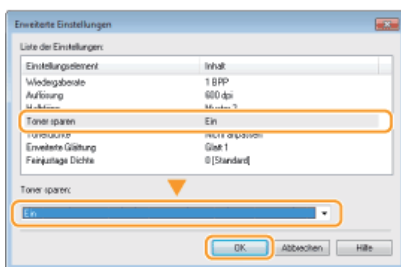 Erweiterte Einstellungen
Liste der Einstellungen:
Einstellungselement Inhalt
Wiedergaberate 1 BPP
Auflösung 600 dpi
Toner sparen Ein
Tonerdichte Nicht anpassen
Erweiterte Glättung Glatt 1
Feinjustage Dichte 0 [Standard]
Toner sparen:
Ein
OK Abbrechen Hilfe